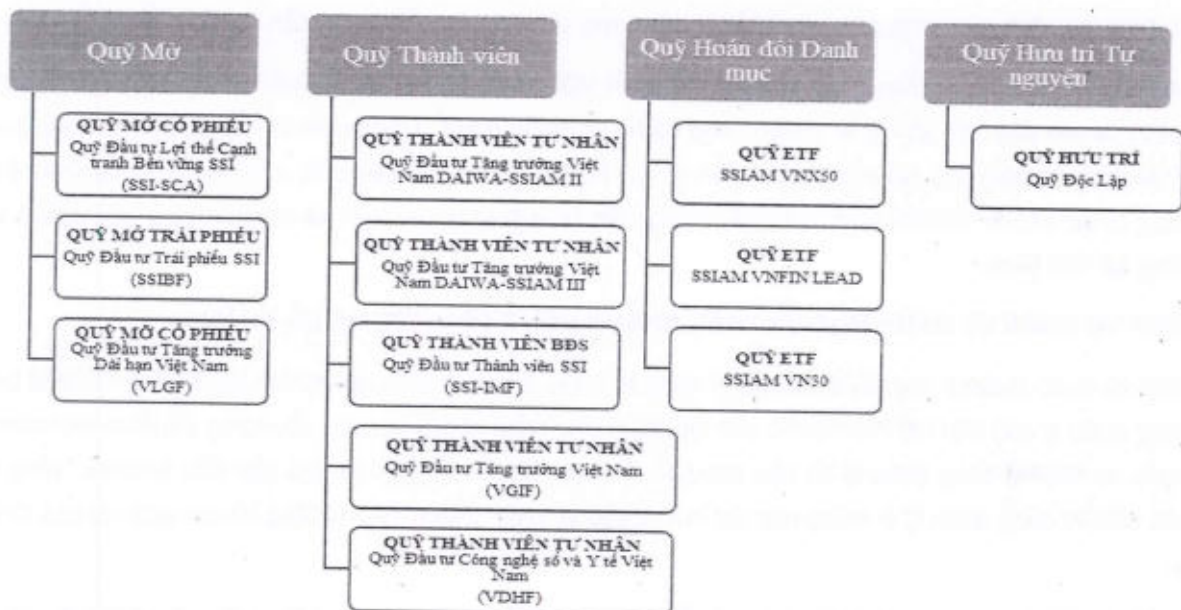 Quỹ Mở
QUỸ MỞ CỔ PHIẾU
Quỹ Đầu tư Lợi thế Cạnh
tranh Bền vững SSI
(SSI-SCA)
QUỸ MỞ TRÁI PHIẾU
Quỹ Đầu tư Trái phiếu SSI
(SSIBF)
QUỸ MỞ CỔ PHIẾU
Quỹ Đầu tư Tăng trưởng
Dài hạn Việt Nam
(VLGF)
Quỹ Thành viên
QUỸ THÀNH VIÊN TƯ NHÂN
Quỹ Đầu tư Tăng trưởng Việt
Nam DAIWA-SSIAM II
QUỸ THÀNH VIÊN TƯ NHÂN
Quỹ Đầu tư Tăng trưởng Việt
Nam DAIWA-SSIAM III
QUỸ THÀNH VIÊN BĐS
Quỹ Đầu tư Thành viên SSI
(SSI-IMF)
QUỸ THÀNH VIÊN TƯ NHÂN
Quỹ Đầu tư Tăng trưởng Việt Nam
(VGIF)
QUỸ THÀNH VIÊN TƯ NHÂN
Quỹ Đầu tư Công nghệ số và Y tế Việt
Nam
(VDHF)
Quỹ Hoán đổi Danh
mục
QUỸ ETF
SSIAM VNX50
QUỸ ETF
SSIAM VNFIN LEAD
QUỸ ETF
SSIAM VN30
Quỹ Hưu trí Tự
nguyện
QUỸ HƯU TRÍ
Quỹ Độc Lập